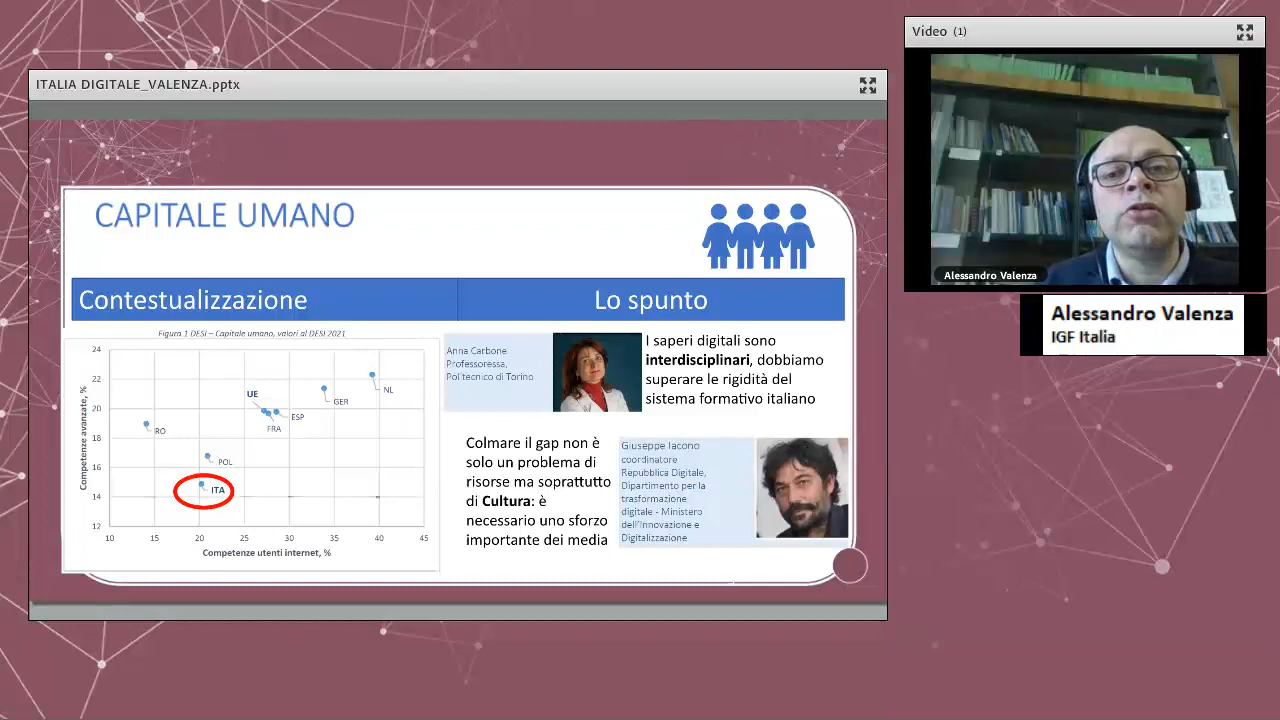 Video (1)
ITALIA DIGITALE_VALENZA.pptx
Alessandro Valenza
Alessandro Valenza
IGF Italia
CAPITALE UMANO
Contestualizzazione
Lo spunto
Figura 1 DESI – Capitale umano, valori al DESI 2021
Competenze avanzate, %
24
22
20
18
16
14
12
10
15
20
25
30
35
40
45
Competenze utenti internet, %
NL
GER
UE
ESP
FRA
RO
POL
ITA
Anna Carbone
Professoressa,
Politecnico di Torino
I saperi digitali sono
interdisciplinari, dobbiamo
superare le rigidità del
sistema formativo italiano
Colmare il gap non è
solo un problema di
risorse ma soprattutto
di Cultura: è
necessario uno sforzo
importante dei media
Giuseppe Iacono
coordinatore
Repubblica Digitale,
Dipartimento per la
trasformazione
digitale - Ministero
dell'Innovazione e
Digitalizzazione